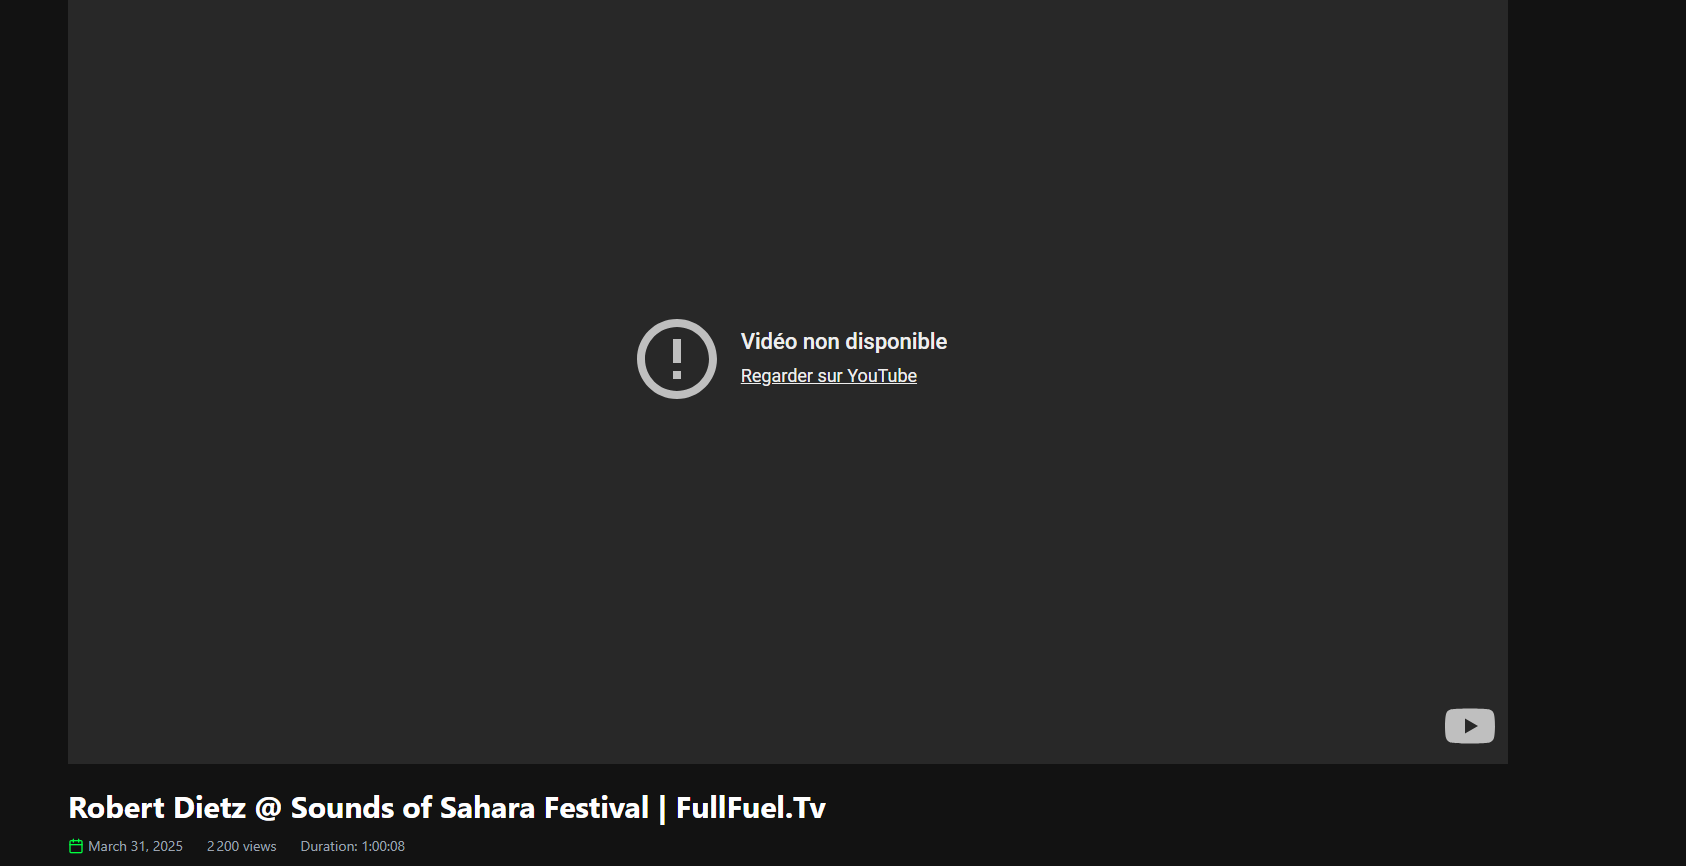 Vidéo non disponible
Regarder sur YouTube
Robert Dietz @ Sounds of Sahara Festival | FullFuel.Tv
March 31, 2025 2 200 views Duration: 1:00:08